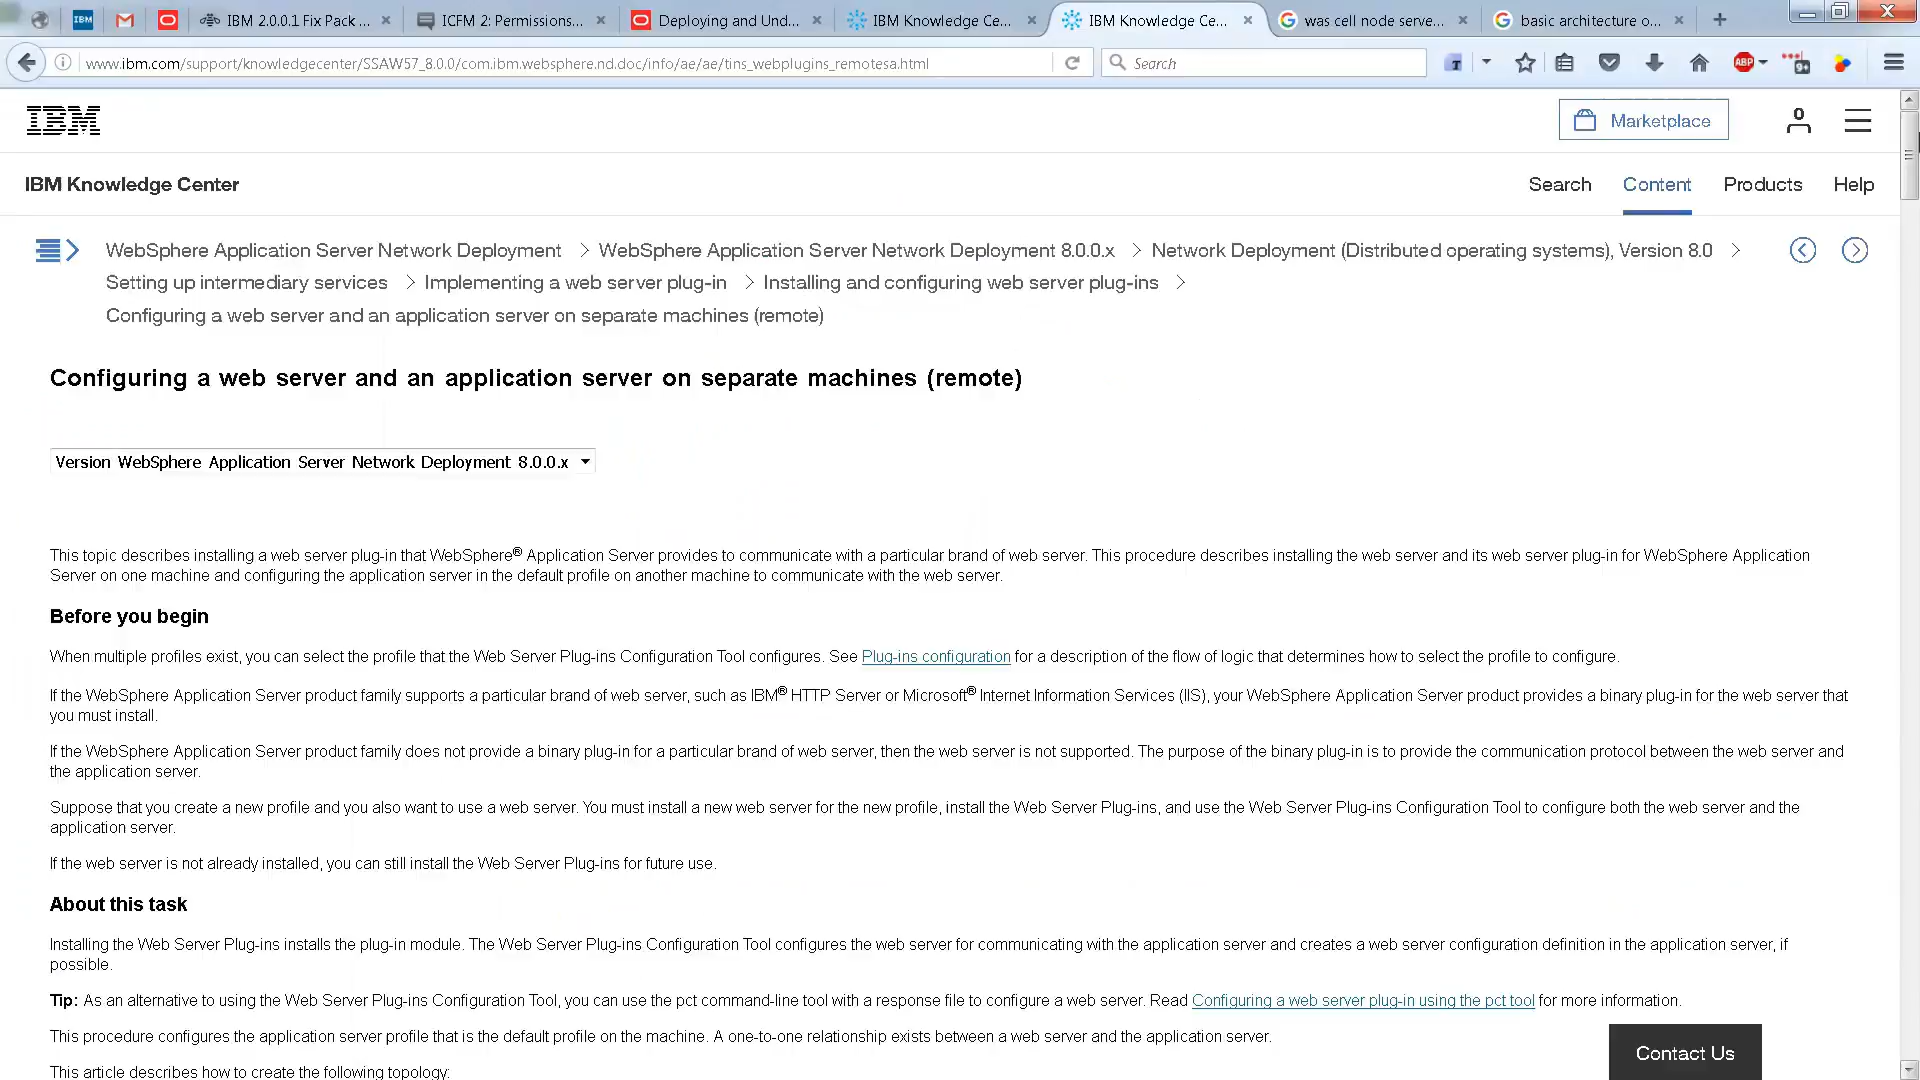 IBM
IBM 2.0.0.1 Fix Pack ...
ICFM 2: Permissions...
Deploying and Und...
IBM Knowledge Ce...
IBM Knowledge Ce...
was cell node serve...
basic architecture o...
www.ibm.com/support/knowledgecenter/SSAW57_8.0.0/com.ibm.websphere.nd.doc/info/ae/ae/tins_webplugins_remotesa.html
Search
ABP
9+
IBM
Marketplace
IBM Knowledge Center
Search
Content
Products
Help
WebSphere Application Server Network Deployment > WebSphere Application Server Network Deployment 8.0.0.x > Network Deployment (Distributed operating systems), Version 8.0 >
Setting up intermediary services > Implementing a web server plug-in > Installing and configuring web server plug-ins >
Configuring a web server and an application server on separate machines (remote)
Configuring a web server and an application server on separate machines (remote)
Version WebSphere Application Server Network Deployment 8.0.0.x
This topic describes installing a web server plug-in that WebSphere® Application Server provides to communicate with a particular brand of web server. This procedure describes installing the web server and its web server plug-in for WebSphere Application
Server on one machine and configuring the application server in the default profile on another machine to communicate with the web server.
Before you begin
When multiple profiles exist, you can select the profile that the Web Server Plug-ins Configuration Tool configures. See Plug-ins configuration for a description of the flow of logic that determines how to select the profile to configure.
If the WebSphere Application Server product family supports a particular brand of web server, such as IBM® HTTP Server or Microsoft® Internet Information Services (IIS), your WebSphere Application Server product provides a binary plug-in for the web server that
you must install.
If the WebSphere Application Server product family does not provide a binary plug-in for a particular brand of web server, then the web server is not supported. The purpose of the binary plug-in is to provide the communication protocol between the web server and
the application server.
Suppose that you create a new profile and you also want to use a web server. You must install a new web server for the new profile, install the Web Server Plug-ins, and use the Web Server Plug-ins Configuration Tool to configure both the web server and the
application server.
If the web server is not already installed, you can still install the Web Server Plug-ins for future use.
About this task
Installing the Web Server Plug-ins installs the plug-in module. The Web Server Plug-ins Configuration Tool configures the web server for communicating with the application server and creates a web server configuration definition in the application server, if
possible.
Tip: As an alternative to using the Web Server Plug-ins Configuration Tool, you can use the pct command-line tool with a response file to configure a web server. Read Configuring a web server plug-in using the pct tool for more information.
This procedure configures the application server profile that is the default profile on the machine. A one-to-one relationship exists between a web server and the application server.
Contact Us
This article describes how to create the following topology: